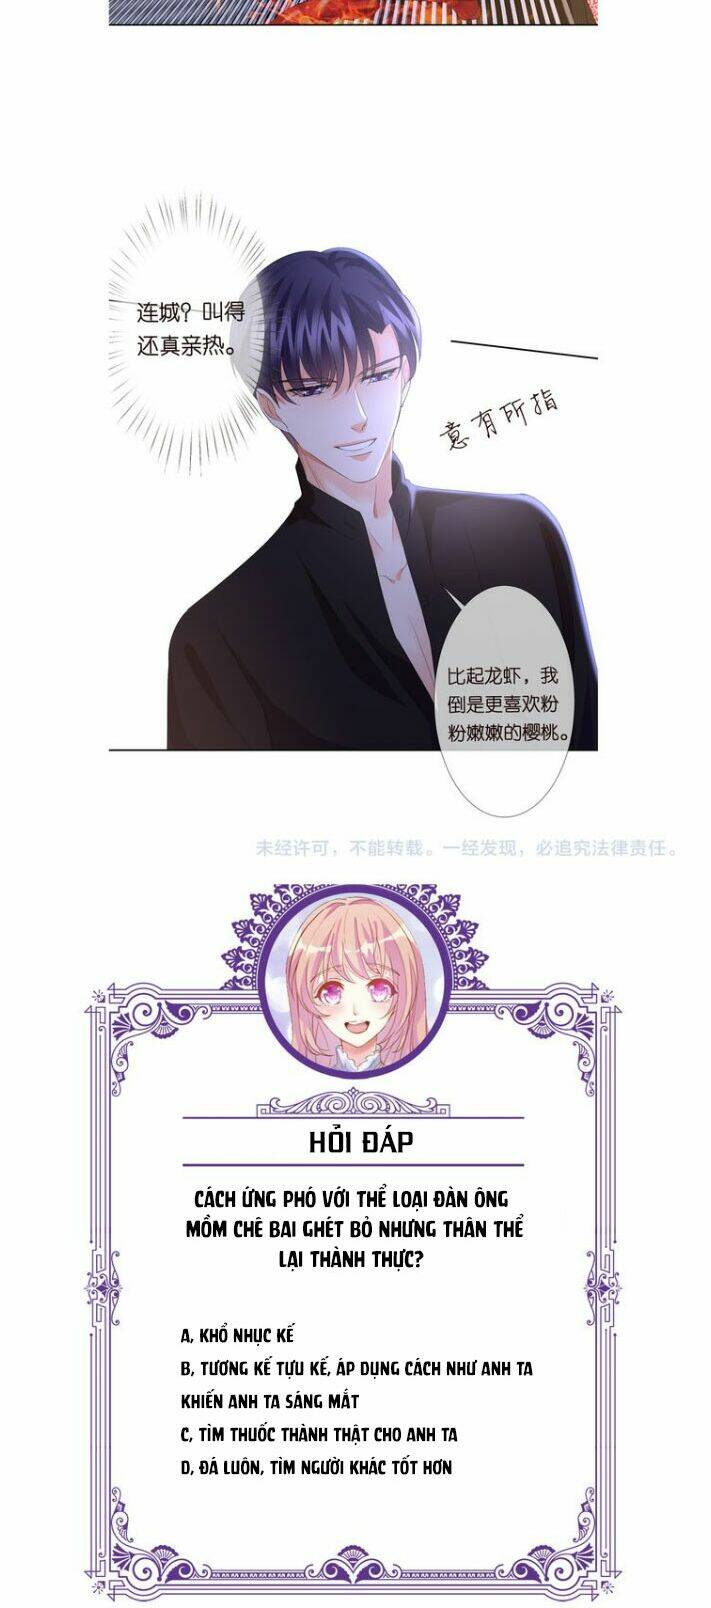 连城？叫得
还真亲热。
意有所指
比起龙虾，我
倒是更喜欢粉
粉嫩嫩的樱桃。
未经许可，不能转载。一经发现，必追究法律责任。
HỎI ĐÁP
CÁCH ỨNG PHÓ VỚI THỂ LOẠI ĐÀN ÔNG
MỒM CHÊ BAI GHÉT BỎ NHƯNG THÂN THỂ
LẠI THÀNH THỰC?
A, KHỔ NHỤC KẾ
B, TƯƠNG KẾ TỰU KẾ, ÁP DỤNG CÁCH NHƯ ANH TA
KHIẾN ANH TA SÁNG MẮT
C, TÌM THUỐC THÀNH THẬT CHO ANH TA
D, ĐÁ LUÔN, TÌM NGƯỜI KHÁC TỐT HƠN